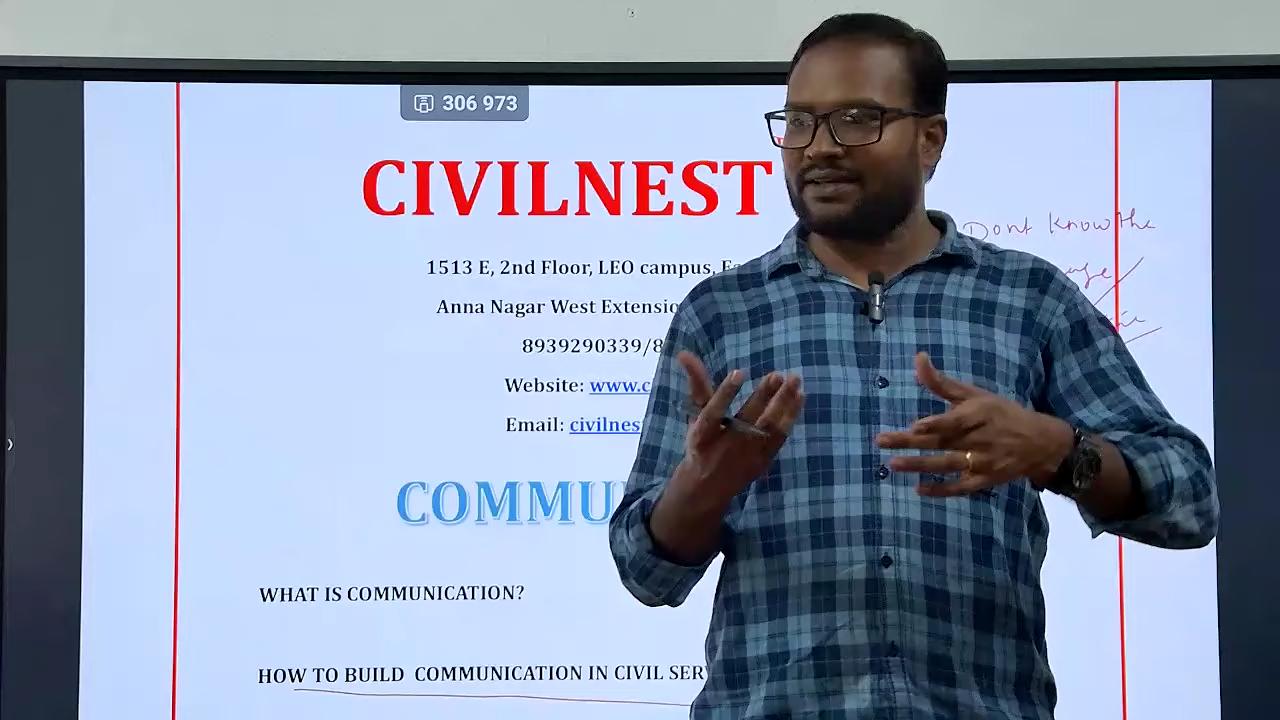 306 973
CIVILNEST
Dont Know the
1513 E, 2nd Floor, LEO campus,
Anna Nagar West
8939290339/8
Website: www.c
Email: civilnes
COMMU
WHAT IS COMMUNICATION?
HOW TO BUILD COMMUNICATION IN CIVIL SER